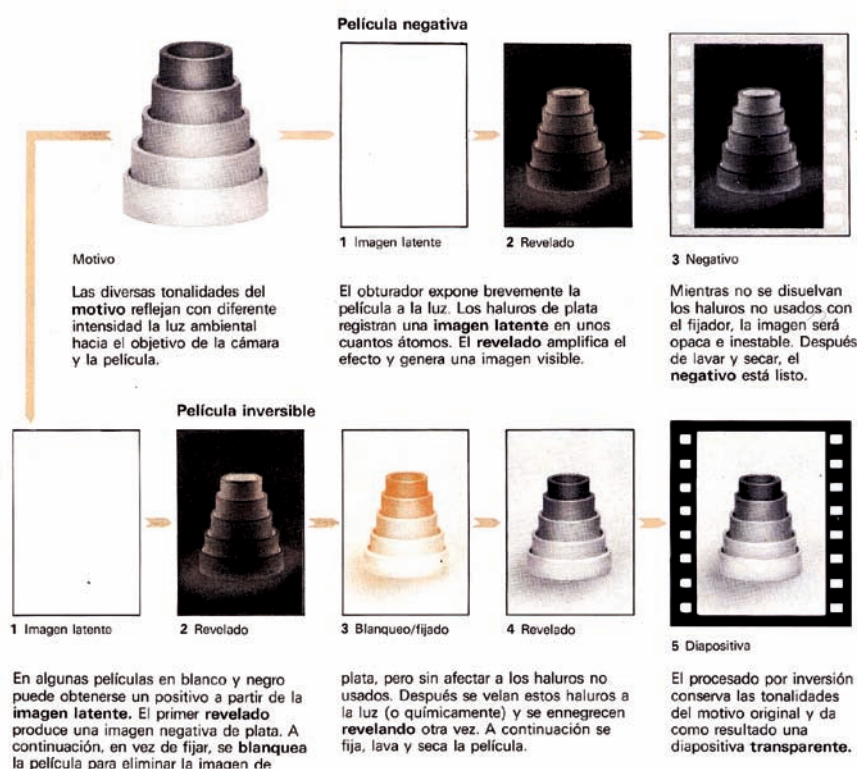 Película negativa
1 Imagen latente
2 Revelado
3 Negativo
Motivo
Las diversas tonalidades del
motivo reflejan con diferente
intensidad la luz ambiental
hacia el objetivo de la cámara
y la película.
El obturador expone brevemente la
película a la luz. Los haluros de plata
registran una imagen latente en unos
cuantos átomos. El revelado amplifica el
efecto y genera una imagen visible.
Mientras no se disuelvan
los haluros no usados con
el fijador, la imagen será
opaca e inestable. Después
de lavar y secar, el
negativo está listo.
Película inversible
1 Imagen latente
2 Revelado
3 Blanqueo/fijado
4 Revelado
5 Diapositiva
En algunas películas en blanco y negro
puede obtenerse un positivo a partir de la
imagen latente. El primer revelado
produce una imagen negativa de plata. A
continuación, en vez de fijar, se blanquea
la película para eliminar la imagen de
plata, pero sin afectar a los haluros no
usados. Después se velan estos haluros a
la luz (o químicamente) y se ennegrecen
revelando otra vez. A continuación se
fija, lava y seca la película.
El procesado por inversión
conserva las tonalidades
del motivo original y da
como resultado una
diapositiva transparente.